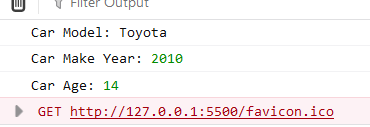 Filter Output
Car Model: Toyota
Car Make Year: 2010
Car Age: 14
GET http://127.0.0.1:5500/favicon.ico